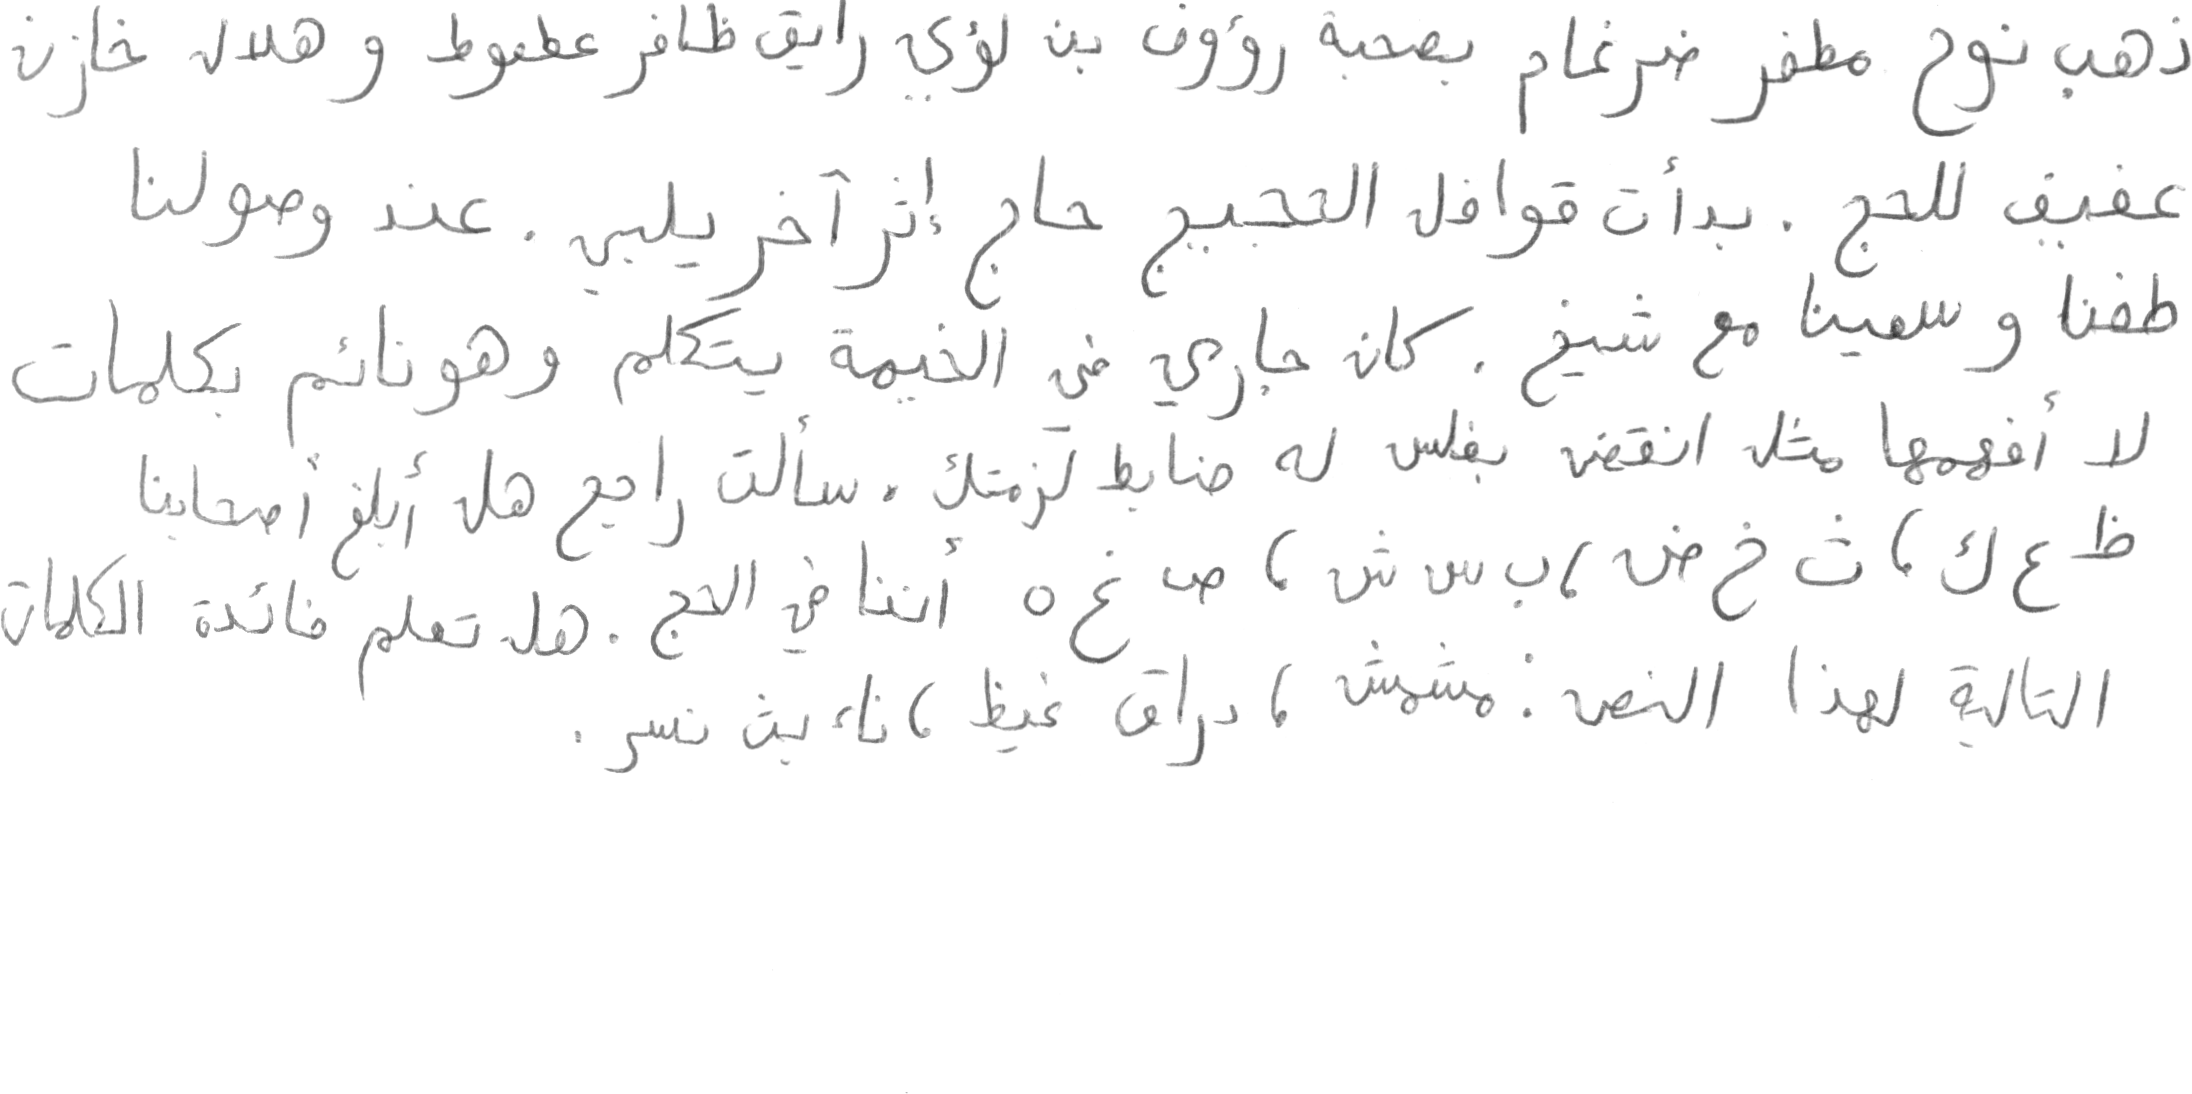 ذهب نوح مظفر ضرغام بصحبة رؤوف بن لؤي رايق ظافر عطعوط و هلال خازن
عفيف للحج . بدأت قوافل الحجيج حاج إثر آخر يلبي . عند وصولنا
طفنا و سعينا مع شيخ . كان جاري في الخيمة يتكلم وهو نائم بكلمات
لا أفهمها مثل انقض بفلس له ضابط لزمتك . سألت راجح هل أبلغ أصحابنا
ظ ع ك ، ث خ ض ، ب س ش ، ص غ ه أننا في الحج . هل تعلم فائدة الكلمات
التالية لهذا النص : مشمش ، دراق غيظ ، ناء بث نسر .